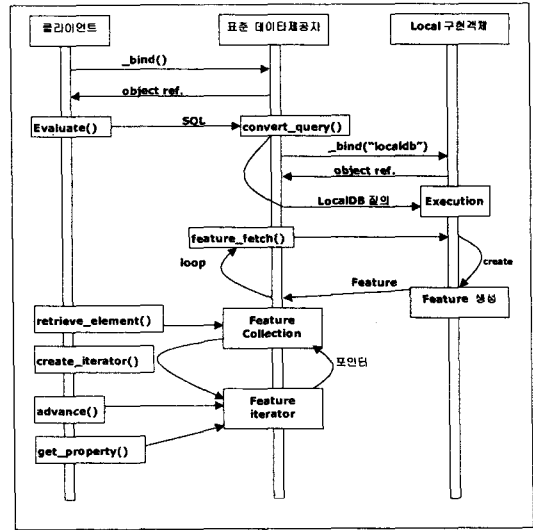 클라이언트
표준 데이터제공자
Local 구현객체
_bind()
object ref.
Evaluate()
SQL
convert_query()
_bind("localdb")
object ref.
LocalDB 질의
Execution
feature_fetch()
loop
create
Feature
Feature 생성
retrieve_element()
Feature
Collection
create_iterator()
포인터
advance()
Feature
iterator
get_property()